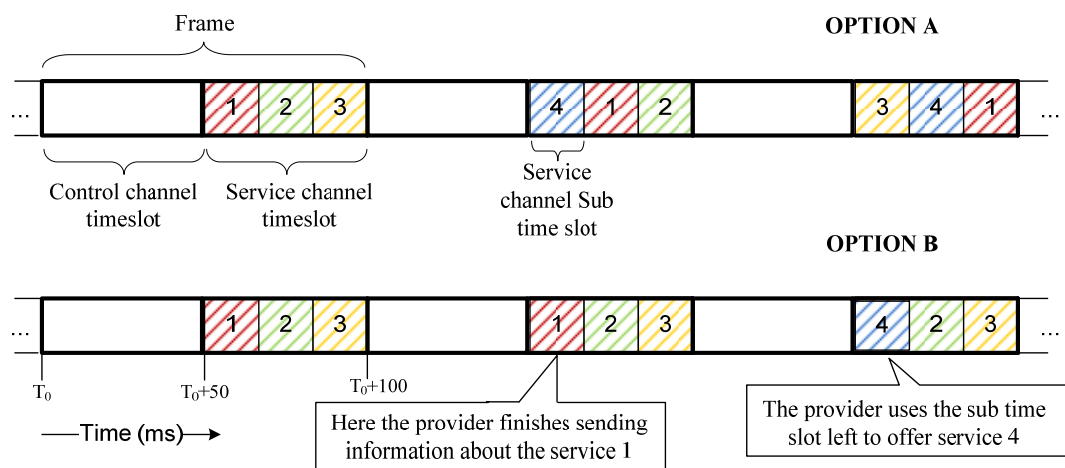 Frame
OPTION A
... 1 2 3 4 1 2 3 4 1 ...
Control channel
timeslot
Service channel
timeslot
Service
channel Sub
time slot
OPTION B
... 1 2 3 1 2 3 4 2 3 ...
T0
T0+50
T0+100
Time (ms)
Here the provider finishes sending
information about the service 1
The provider uses the sub time
slot left to offer service 4